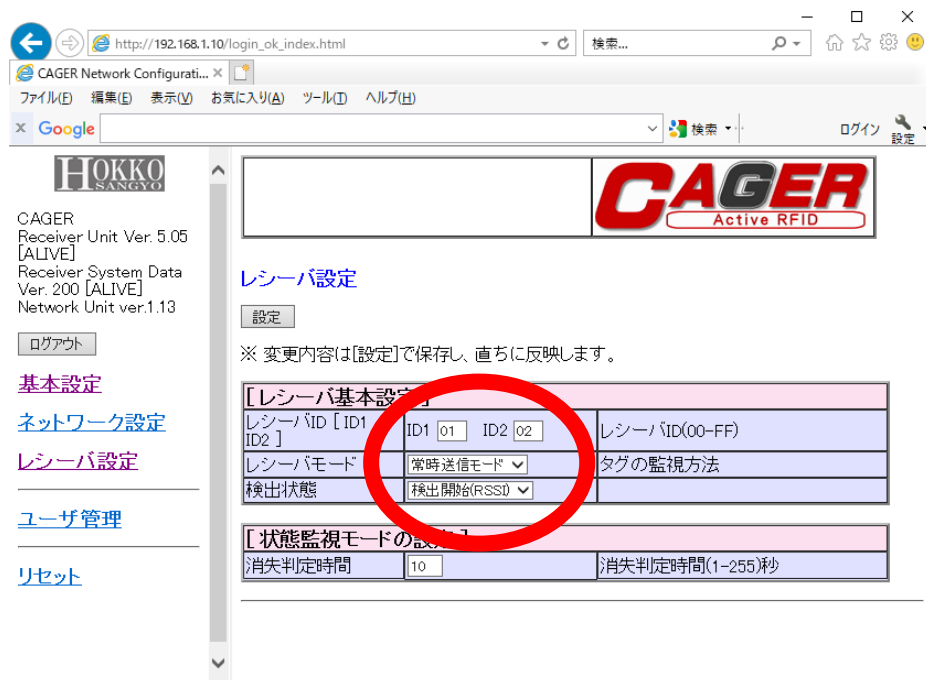 http://192.168.1.10/login_ok_index.html
検索...
CAGER Network Configurati...
ファイル(F) 編集(E) 表示(V) お気に入り(A) ツール(T) ヘルプ(H)
x Google 検索 ログイン 設定
HOKKO
SANGYO
CAGER
Active RFID
CAGER
Receiver Unit Ver. 5.05
[ALIVE]
Receiver System Data
Ver. 200 [ALIVE]
Network Unit ver.1.13
ログアウト
基本設定
ネットワーク設定
レシーバ設定
ユーザ管理
リセット
レシーバ設定
設定
※ 変更内容は[設定]で保存し、直ちに反映します。
[レシーバ基本設定]
レシーバID [ ID1 ID2 ] ID1 01 ID2 02 レシーバID(00-FF)
レシーバモード 常時送信モード タグの監視方法
検出状態 検出開始(RSSI)
[ 状態監視モードの設定 ]
消失判定時間 10 消失判定時間(1-255)秒